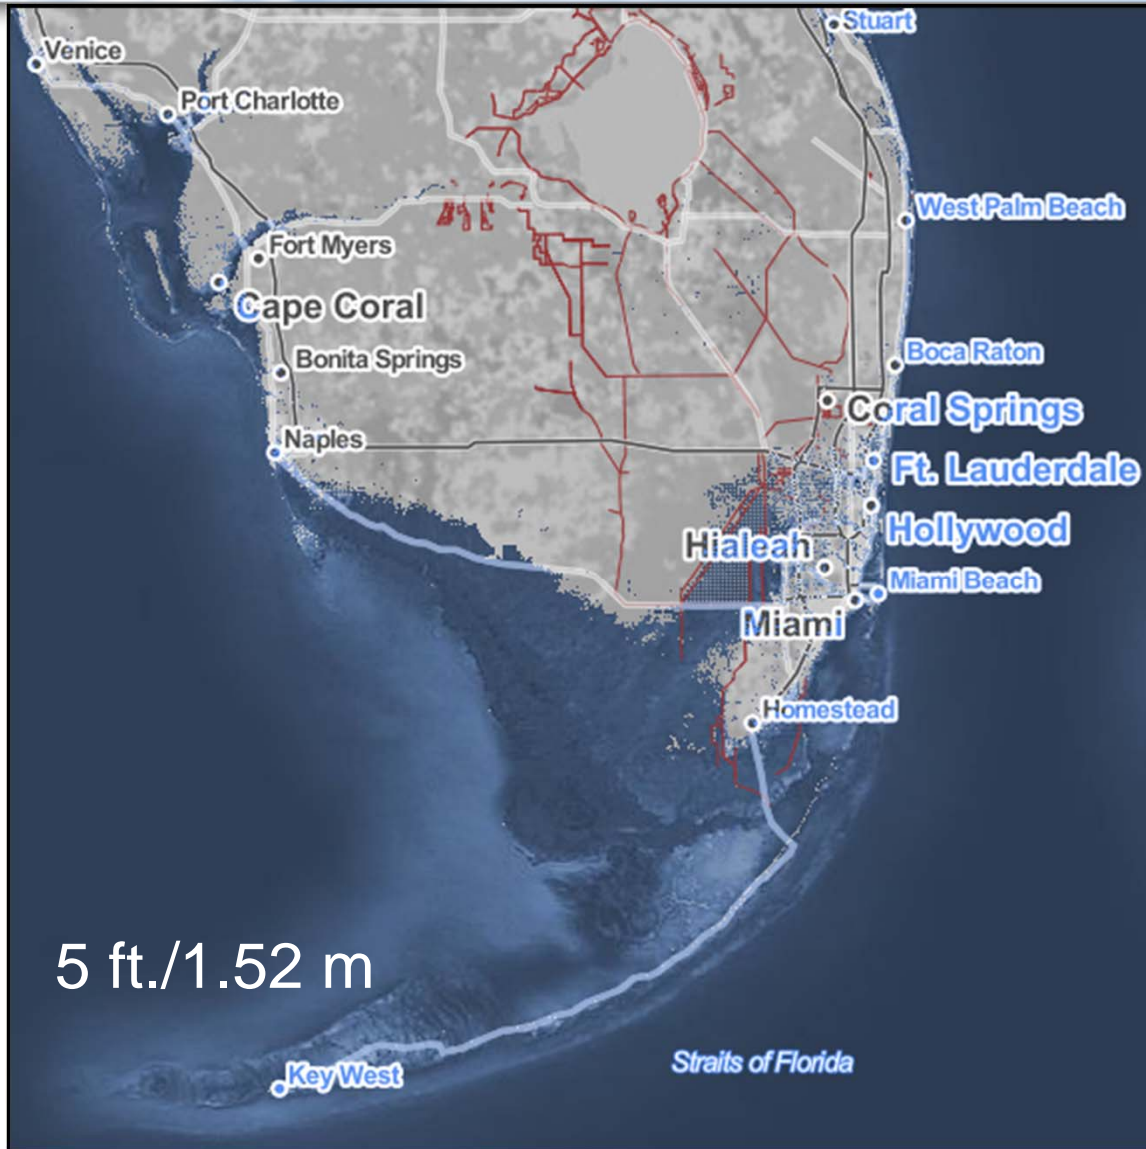 Stuart
Venice
Port Charlotte
West Palm Beach
Fort Myers
Cape Coral
Boca Raton
Bonita Springs
Coral Springs
Naples
Ft. Lauderdale
Hollywood
Hialeah
Miami Beach
Miami
Homestead
5 ft./1.52 m
Straits of Florida
Key West